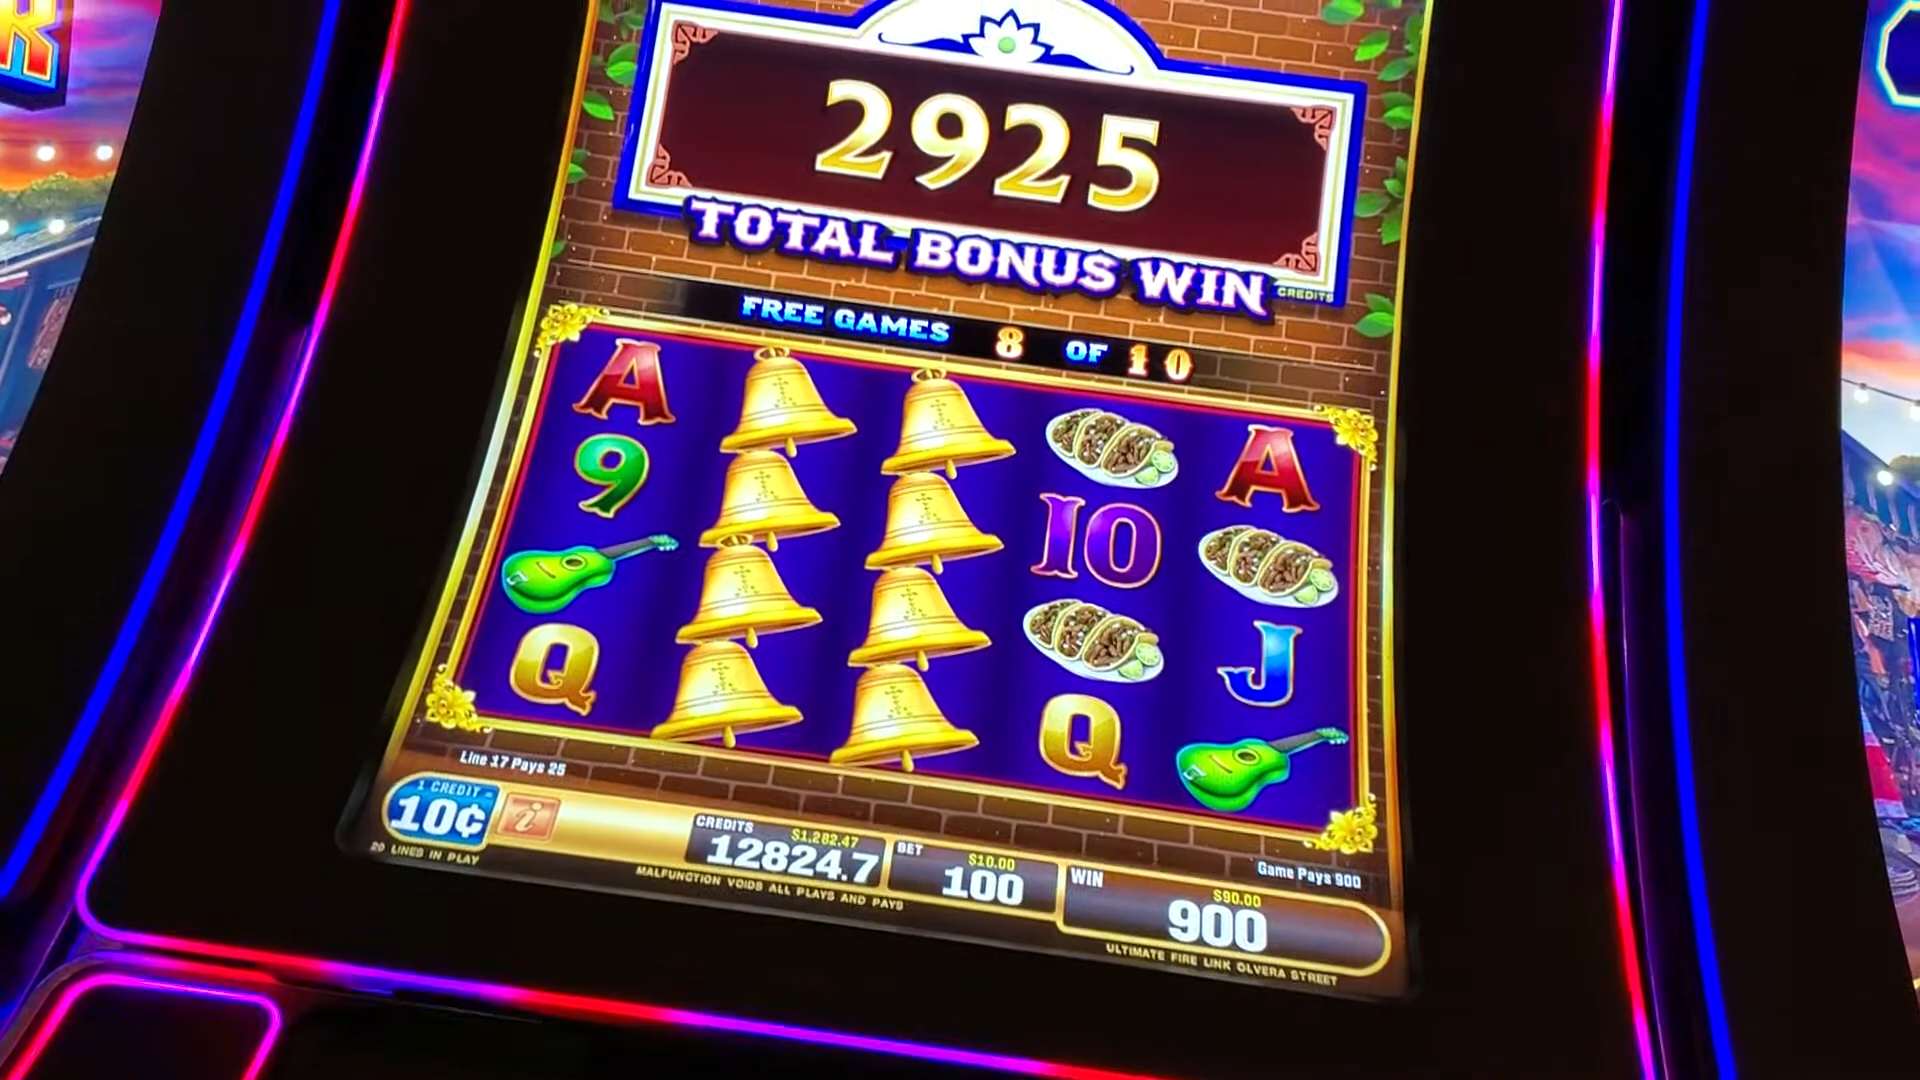 R
2925
TOTAL BONUS WIN
CREDITS
FREE GAMES 8 OF 10
A A
9
10
J
Q Q
Line 17 Pays 25
1 CREDIT =
10¢
i
20 LINES IN PLAY
CREDITS $1,282.47
12824.7
BET $10.00
100
Game Pays 900
WIN $90.00
900
MALFUNCTION VOIDS ALL PLAYS AND PAYS
ULTIMATE FIRE LINK OLVERA STREET